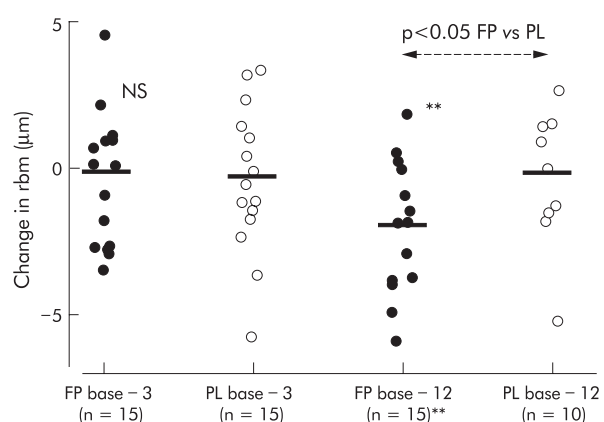 5
p<0.05 FP vs PL
NS
**
Change in rbm (μm)
0
−5
FP base – 3
(n = 15)
PL base – 3
(n = 15)
FP base – 12
(n = 15)**
PL base – 12
(n = 10)